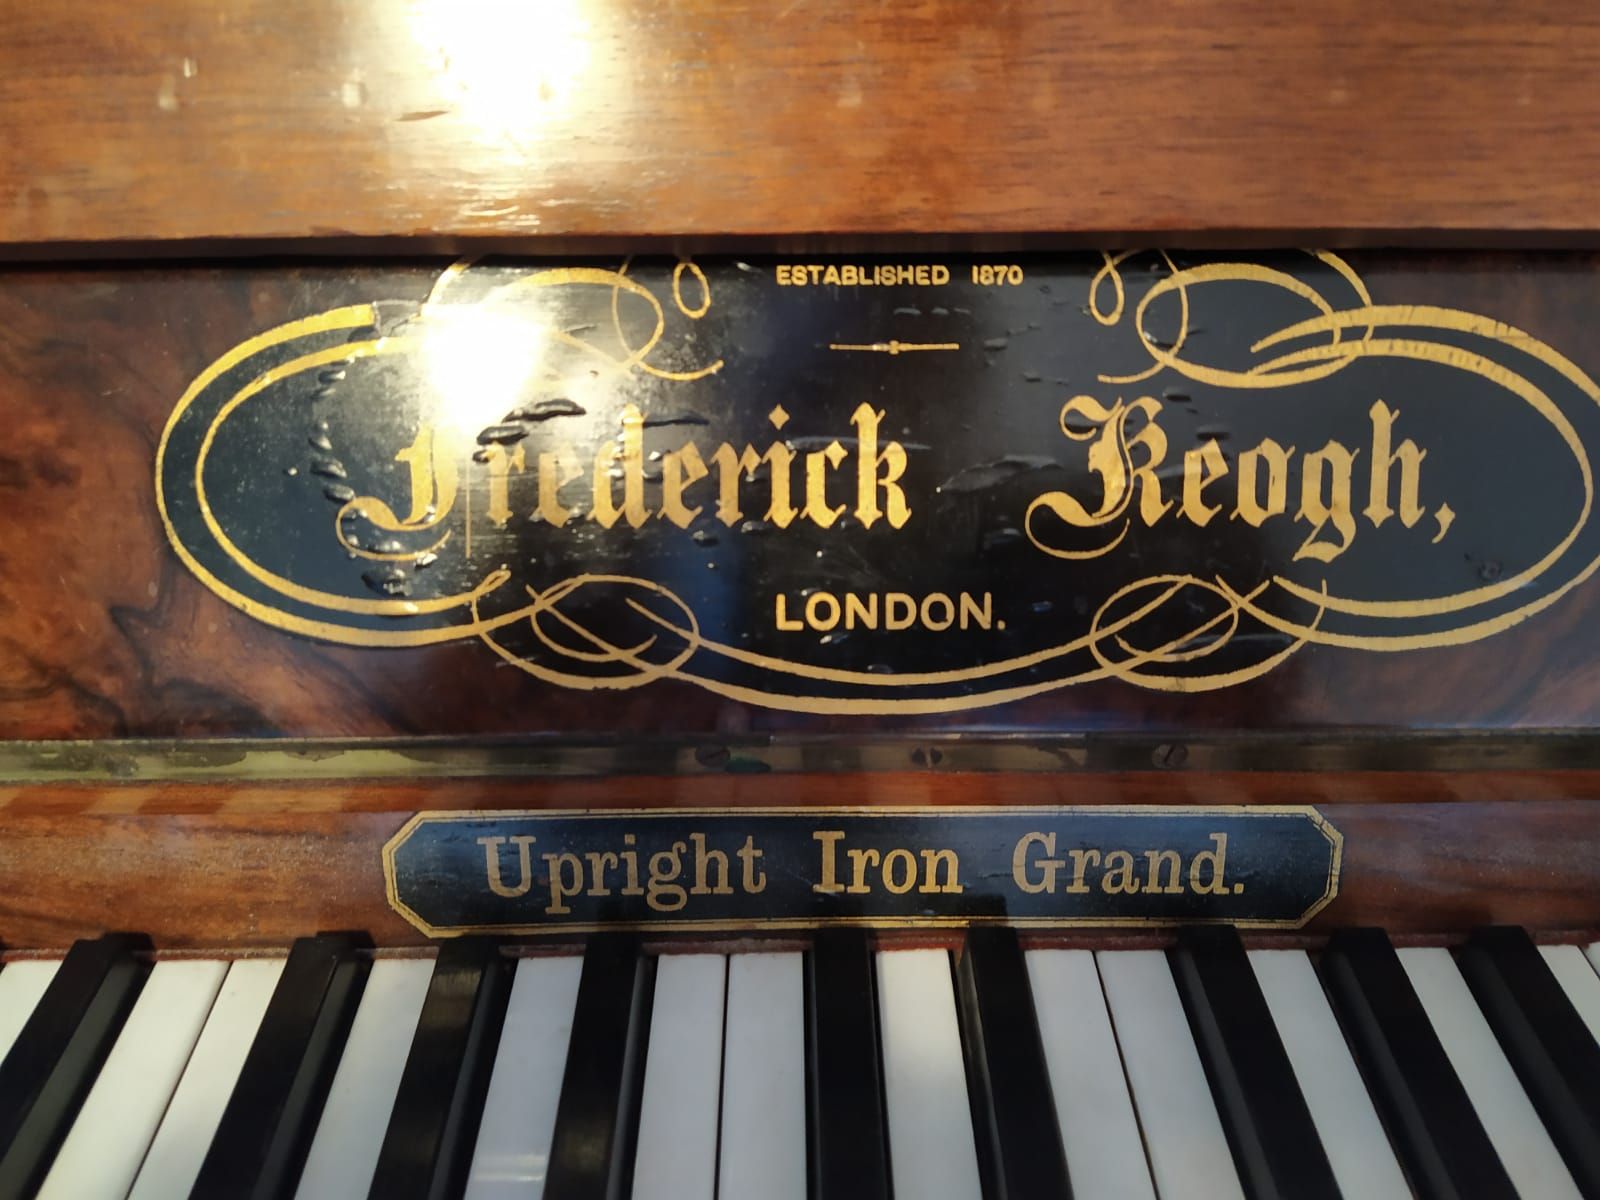 ESTABLISHED 1870
Frederick Keogh,
LONDON.
Upright Iron Grand.